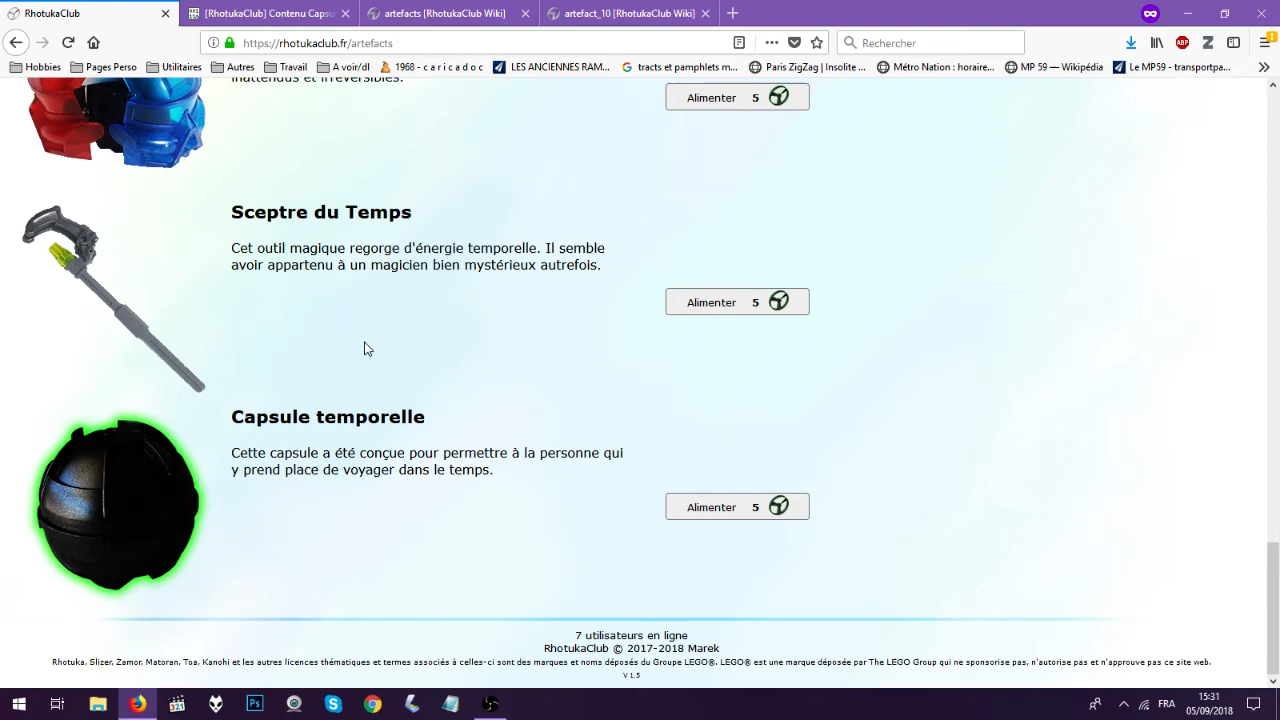 RhotukaClub
[RhotukaClub] Contenu Capsu
artefacts [RhotukaClub Wiki]
artefact_10 [RhotukaClub Wiki]
https://rhotukaclub.fr/artefacts
Rechercher
ABP
Hobbies
Pages Perso
Utilitaires
Autres
Travail
A voir/dl
1968 - c a r i c a d o c
LES ANCIENNES RAM...
tracts et pamphlets m...
Paris ZigZag | Insolite ...
Métro Nation : horaire...
MP 59 — Wikipédia
Le MP59 - transportpa...
inattendus et irréversibles.
Alimenter 5
Sceptre du Temps
Cet outil magique regorge d'énergie temporelle. Il semble
avoir appartenu à un magicien bien mystérieux autrefois.
Alimenter 5
Capsule temporelle
Cette capsule a été conçue pour permettre à la personne qui
y prend place de voyager dans le temps.
Alimenter 5
7 utilisateurs en ligne
RhotukaClub © 2017-2018 Marek
Rhotuka, Slizer, Zamor, Matoran, Toa, Kanohi et les autres licences thématiques et termes associés à celles-ci sont des marques et noms déposés du Groupe LEGO®. LEGO® est une marque déposée par The LEGO Group qui ne sponsorise pas, n'autorise pas et n'approuve pas ce site web.
V 1.5
321
Ps
FRA
15:31
05/09/2018